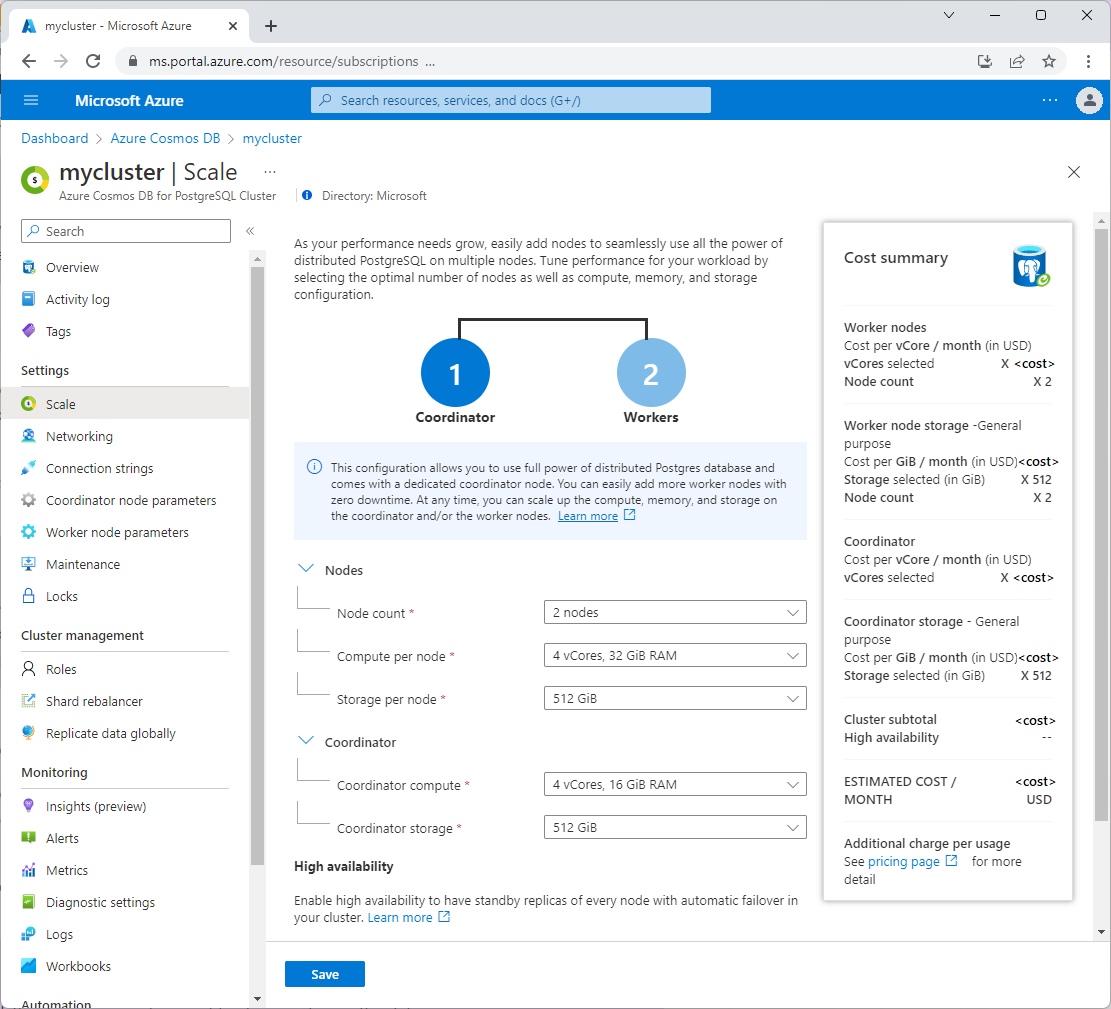 mycluster - Microsoft Azure
ms.portal.azure.com/resource/subscriptions ...
Microsoft Azure
Search resources, services, and docs (G+/)
Dashboard > Azure Cosmos DB > mycluster
mycluster | Scale ...
Azure Cosmos DB for PostgreSQL Cluster
Directory: Microsoft
Search
Overview
Activity log
Tags
Settings
Scale
Networking
Connection strings
Coordinator node parameters
Worker node parameters
Maintenance
Locks
Cluster management
Roles
Shard rebalancer
Replicate data globally
Monitoring
Insights (preview)
Alerts
Metrics
Diagnostic settings
Logs
Workbooks
Automation
As your performance needs grow, easily add nodes to seamlessly use all the power of
distributed PostgreSQL on multiple nodes. Tune performance for your workload by
selecting the optimal number of nodes as well as compute, memory, and storage
configuration.
1
2
Coordinator
Workers
This configuration allows you to use full power of distributed Postgres database and
comes with a dedicated coordinator node. You can easily add more worker nodes with
zero downtime. At any time, you can scale up the compute, memory, and storage on
the coordinator and/or the worker nodes. Learn more
Nodes
Node count * 2 nodes
Compute per node * 4 vCores, 32 GiB RAM
Storage per node * 512 GiB
Coordinator
Coordinator compute * 4 vCores, 16 GiB RAM
Coordinator storage * 512 GiB
High availability
Enable high availability to have standby replicas of every node with automatic failover in
your cluster. Learn more
Save
Cost summary
Worker nodes
Cost per vCore / month (in USD)
vCores selected X <cost>
Node count X 2
Worker node storage -General
purpose
Cost per GiB / month (in USD)<cost>
Storage selected (in GiB) X 512
Node count X 2
Coordinator
Cost per vCore / month (in USD)
vCores selected X <cost>
Coordinator storage - General
purpose
Cost per GiB / month (in USD)<cost>
Storage selected (in GiB) X 512
Cluster subtotal <cost>
High availability --
ESTIMATED COST / <cost>
MONTH USD
Additional charge per usage
See pricing page for more
detail